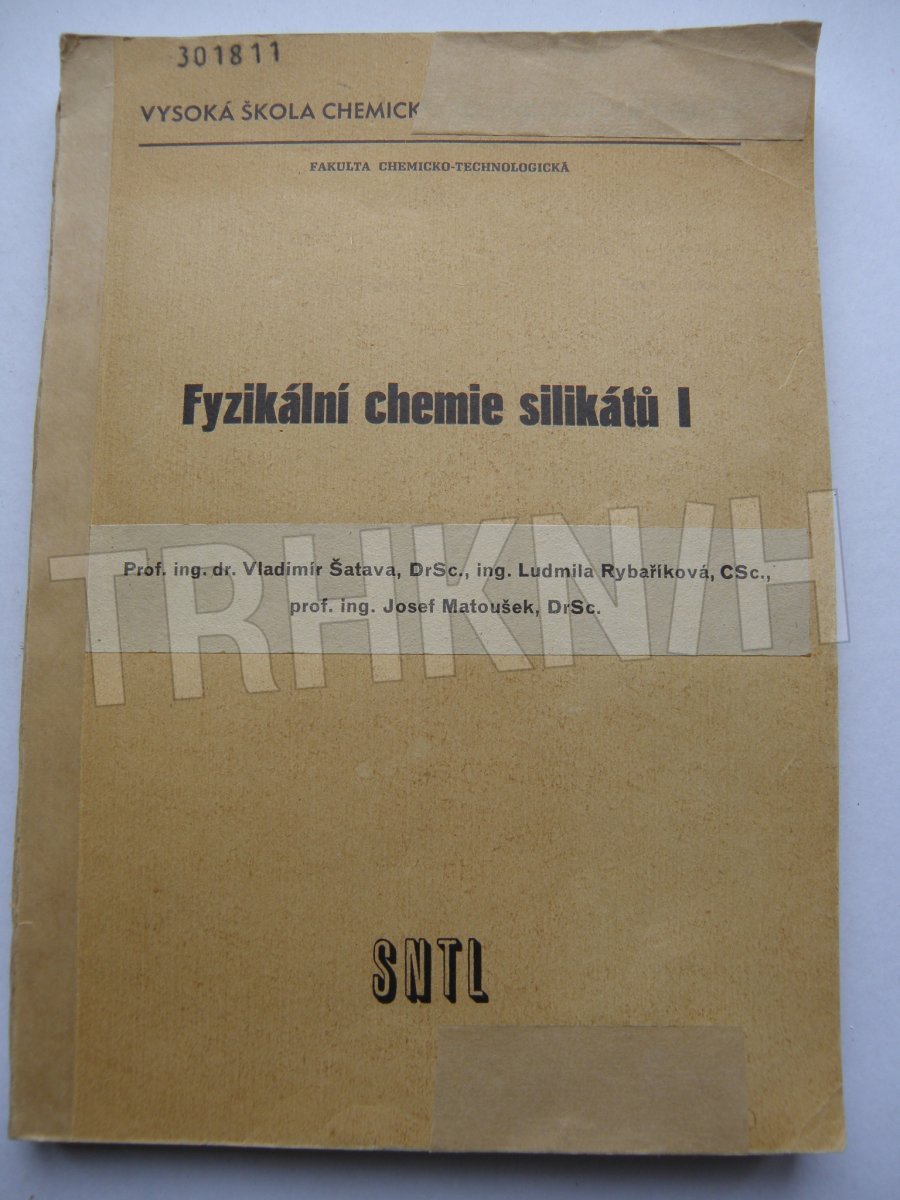 301811
VYSOKÁ ŠKOLA CHEMICK
FAKULTA CHEMICKO-TECHNOLOGICKÁ
Fyzikální chemie silikátů I
Prof. ing. dr. Vladimír Šatava, DrSc., ing. Ludmila Rybaříková, CSc.,
prof. ing. Josef Matoušek, DrSc.
TRHKNIH
SNTL